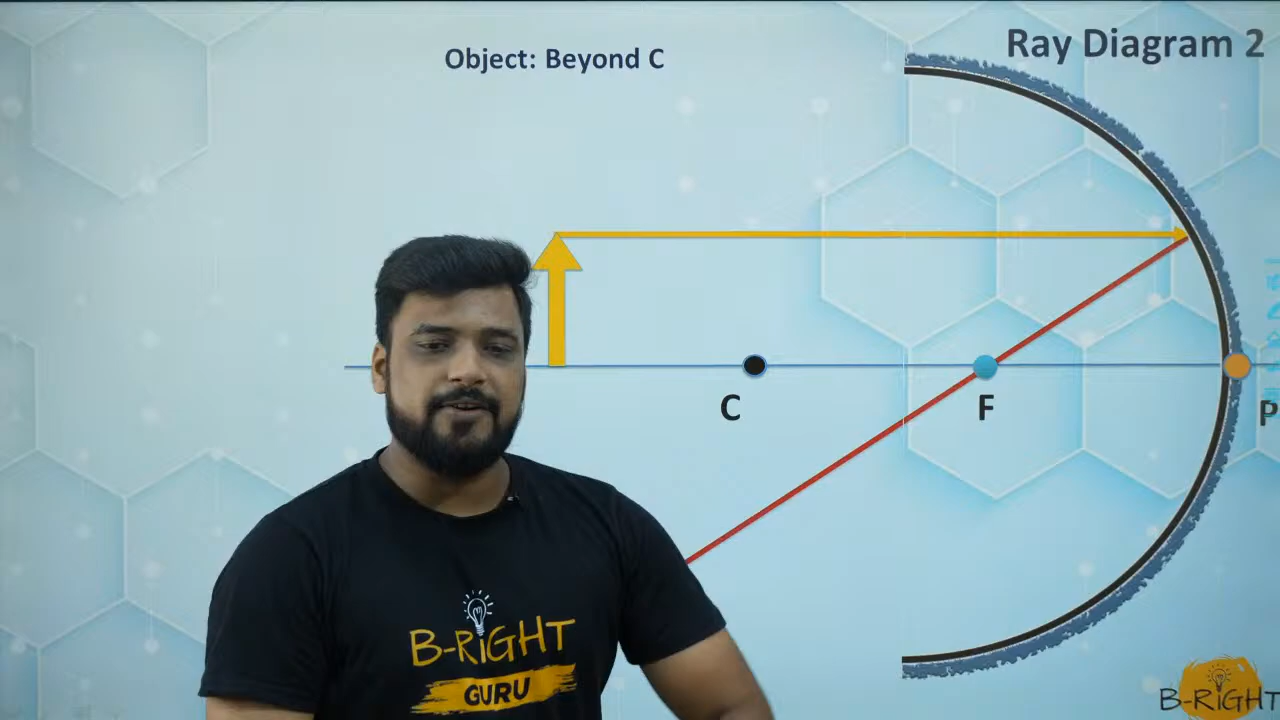 Ray Diagram 2
Object: Beyond C
C
F
P
B-RiGHT
GURU
B-RiGHT